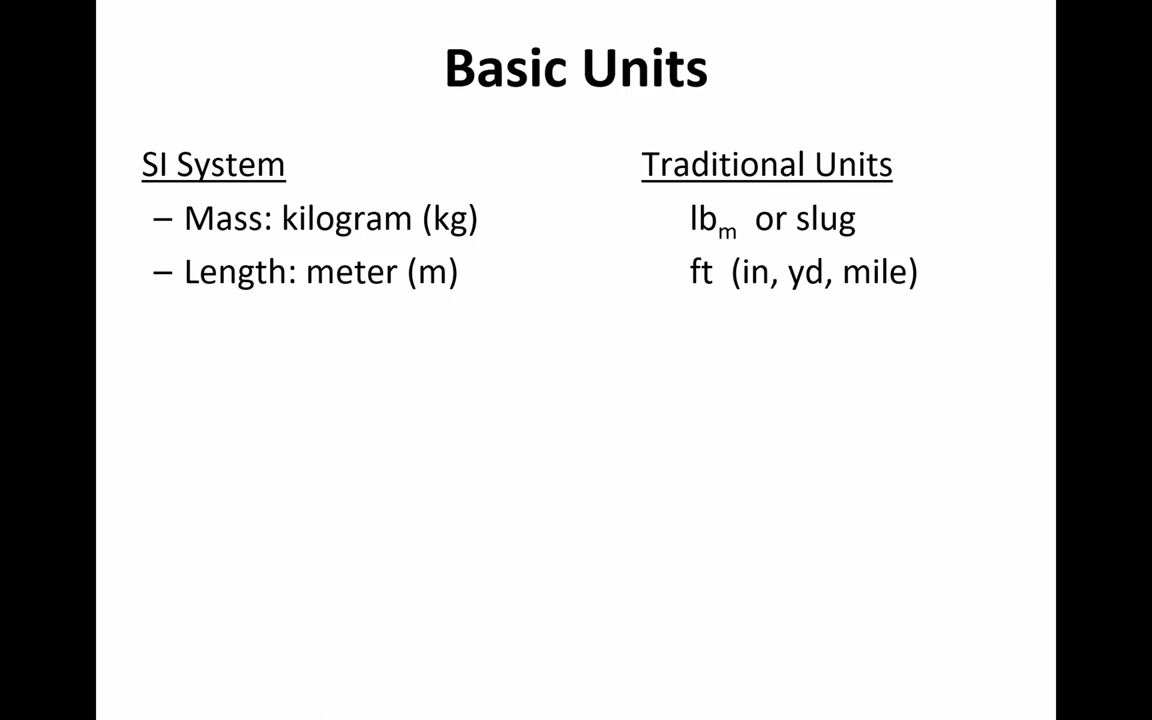 Basic Units
SI System
– Mass: kilogram (kg)
– Length: meter (m)
Traditional Units
lbm or slug
ft (in, yd, mile)